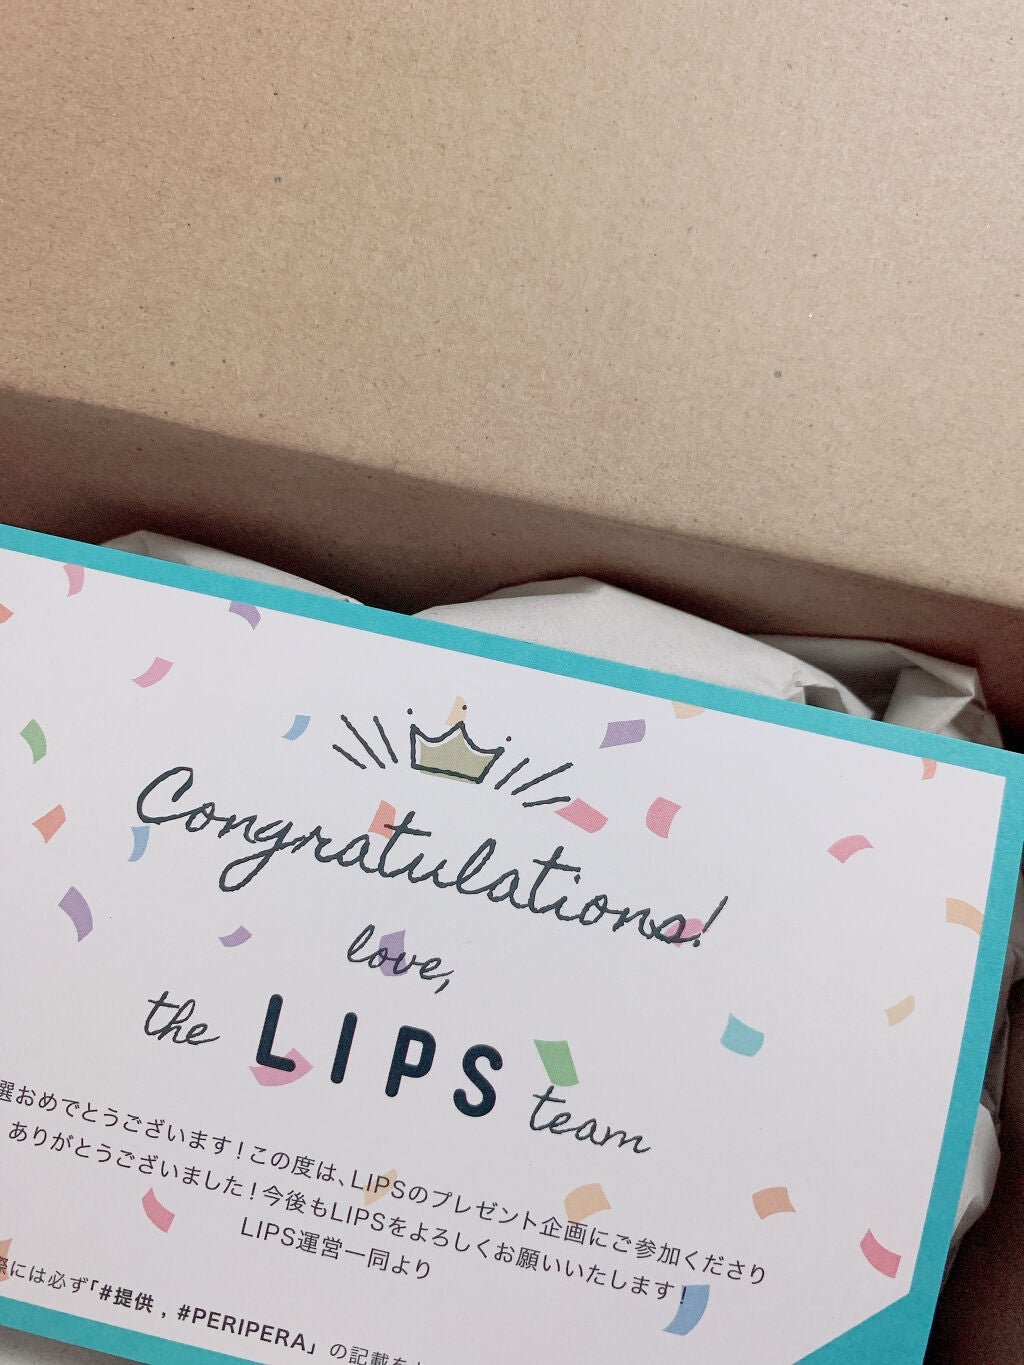 Congratulations!
love,
the LIPS team
選おめでとうございます！この度は、LIPSのプレゼント企画にご参加くださり
ありがとうございました！今後もLIPSをよろしくお願いいたします！
LIPS運営一同より
際には必ず「#提供 , #PERIPERA」の記載を